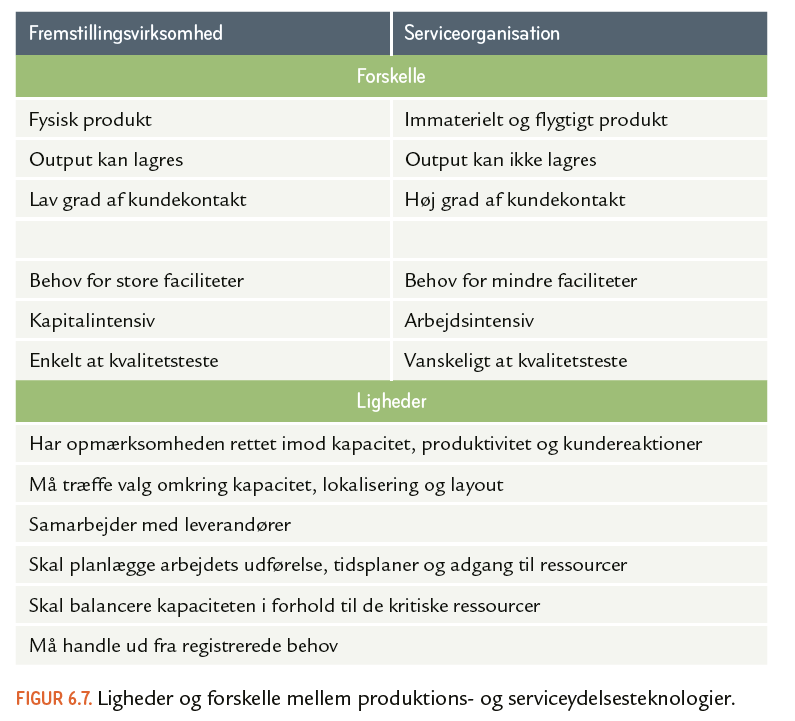 Fremstillingsvirksomhed Serviceorganisation
Forskelle
Fysisk produkt Immaterielt og flygtigt produkt
Output kan lagres Output kan ikke lagres
Lav grad af kundekontakt Høj grad af kundekontakt
Behov for store faciliteter Behov for mindre faciliteter
Kapitalintensiv Arbejdsintensiv
Enkelt at kvalitetsteste Vanskeligt at kvalitetsteste
Ligheder
Har opmærksomheden rettet imod kapacitet, produktivitet og kundereaktioner
Må træffe valg omkring kapacitet, lokalisering og layout
Samarbejder med leverandører
Skal planlægge arbejdets udførelse, tidsplaner og adgang til ressourcer
Skal balancere kapaciteten i forhold til de kritiske ressourcer
Må handle ud fra registrerede behov
FIGUR 6.7. Ligheder og forskelle mellem produktions- og serviceydelsesteknologier.